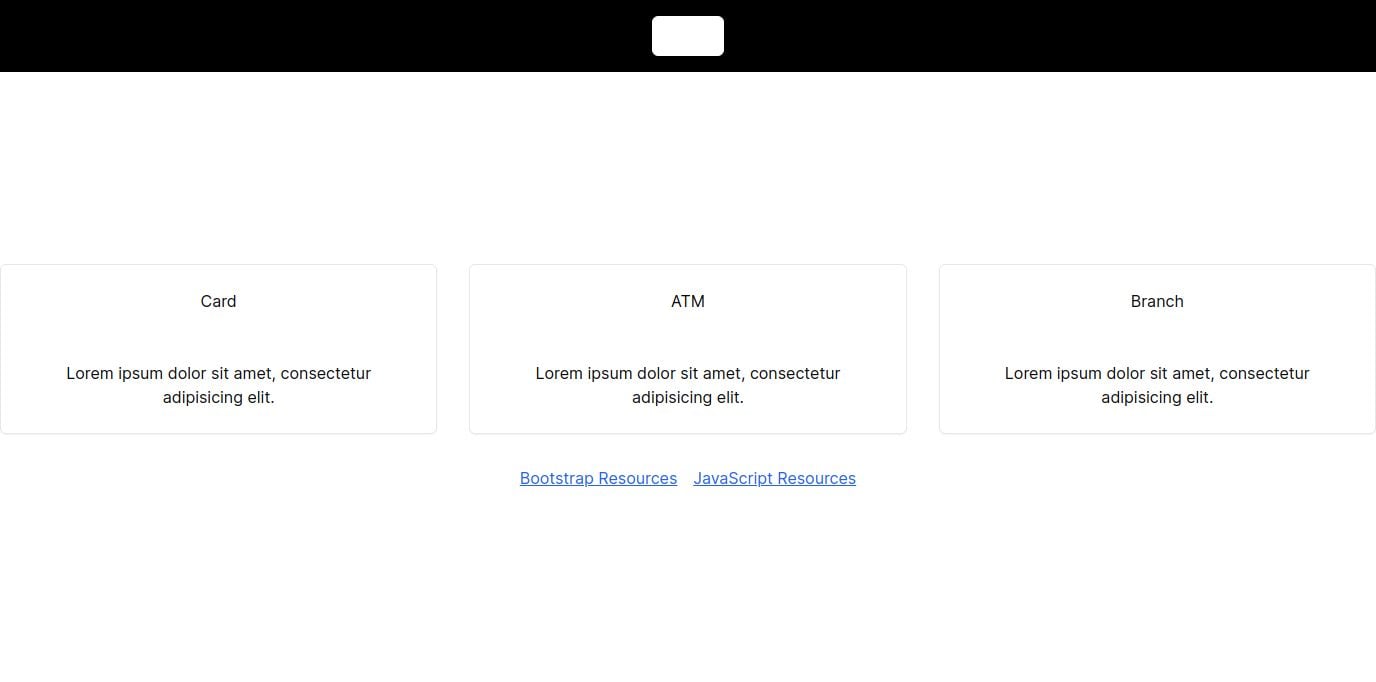 Card
Lorem ipsum dolor sit amet, consectetur
adipisicing elit.
ATM
Lorem ipsum dolor sit amet, consectetur
adipisicing elit.
Branch
Lorem ipsum dolor sit amet, consectetur
adipisicing elit.
Bootstrap Resources JavaScript Resources